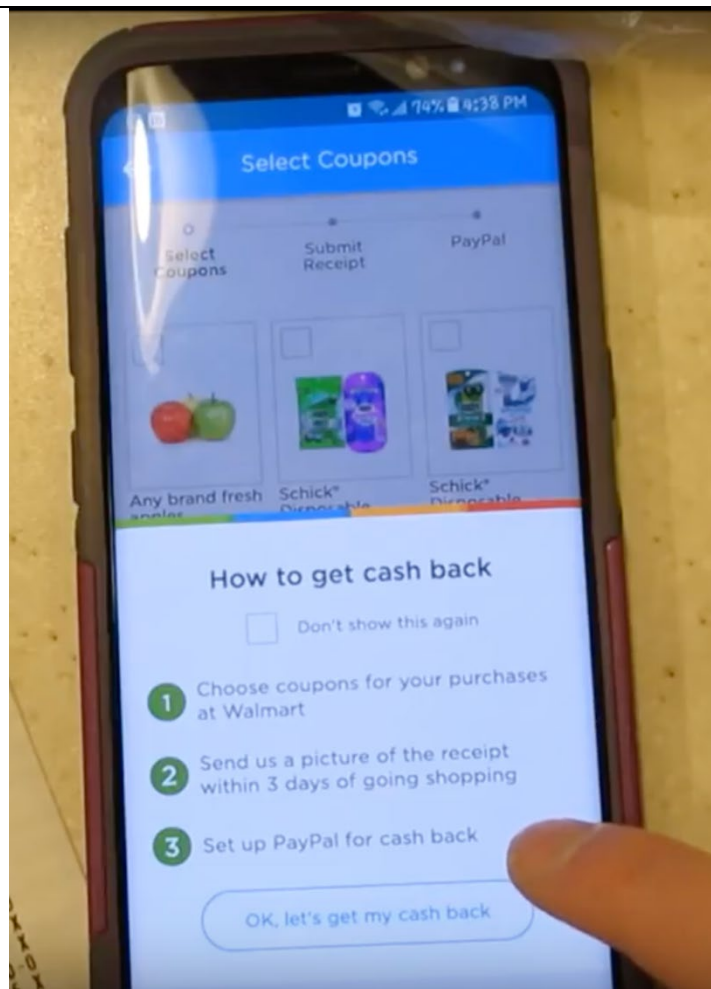 74% 4:38 PM
Select Coupons
Select
Coupons
Submit
Receipt
PayPal
Any brand fresh
apples
Schick®
Disposable
Schick®
Disposable
How to get cash back
Don't show this again
1 Choose coupons for your purchases
at Walmart
2 Send us a picture of the receipt
within 3 days of going shopping
3 Set up PayPal for cash back
OK, let's get my cash back